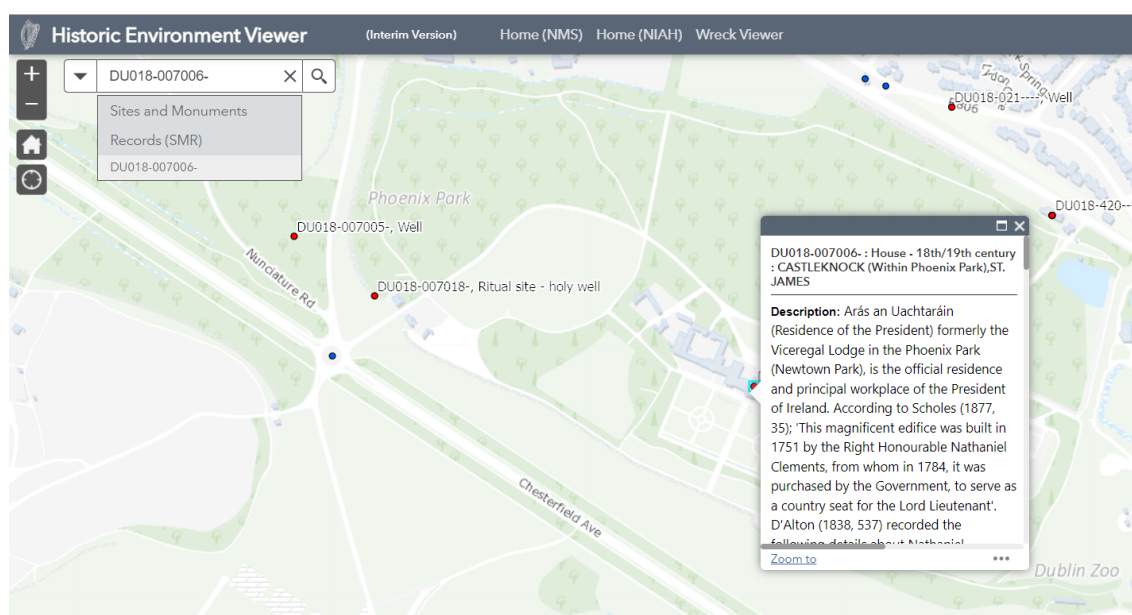 Historic Environment Viewer
(Interim Version)
Home (NMS)
Home (NIAH)
Wreck Viewer
+
DU018-007006-
−
Sites and Monuments
Records (SMR)
DU018-007006-
DU018-021----, Well
Phoenix Park
DU018-420--
DU018-007005-, Well
Nunciature Rd
DU018-007018-, Ritual site - holy well
Chesterfield Ave
DU018-007006- : House - 18th/19th century
: CASTLEKNOCK (Within Phoenix Park),ST.
JAMES
Description: Arás an Uachtaráin
(Residence of the President) formerly the
Viceregal Lodge in the Phoenix Park
(Newtown Park), is the official residence
and principal workplace of the President
of Ireland. According to Scholes (1877,
35); 'This magnificent edifice was built in
1751 by the Right Honourable Nathaniel
Clements, from whom in 1784, it was
purchased by the Government, to serve as
a country seat for the Lord Lieutenant'.
D'Alton (1838, 537) recorded the
following details about Nathaniel
Zoom to
Dublin Zoo